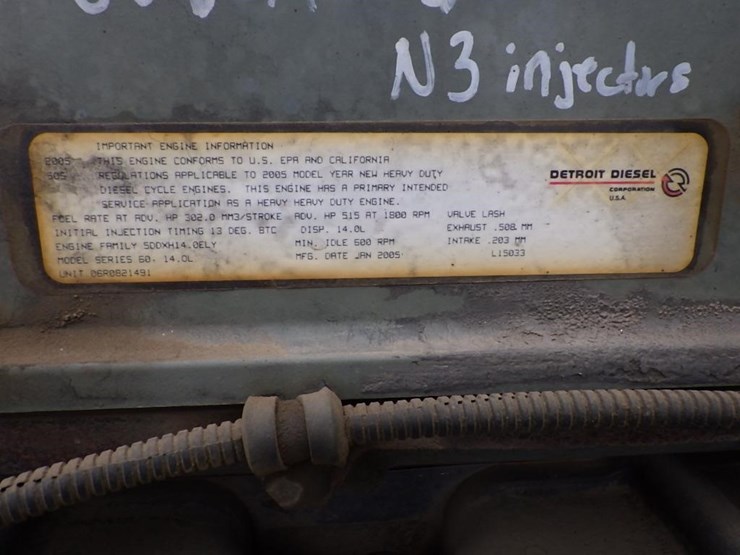 N3 injectors
IMPORTANT ENGINE INFORMATION
2005 THIS ENGINE CONFORMS TO U.S. EPA AND CALIFORNIA
REGULATIONS APPLICABLE TO 2005 MODEL YEAR NEW HEAVY DUTY
DIESEL CYCLE ENGINES. THIS ENGINE HAS A PRIMARY INTENDED
SERVICE APPLICATION AS A HEAVY HEAVY DUTY ENGINE.
DETROIT DIESEL
CORPORATION
U.S.A.
FUEL RATE AT ADV. HP 302.0 MM3/STROKE ADV. HP 515 AT 1800 RPM VALVE LASH
INITIAL INJECTION TIMING 13 DEG. BTC DISP. 14.0L EXHAUST .508 MM
ENGINE FAMILY 5DDXH14.0ELY MIN. IDLE 600 RPM INTAKE .203 MM
MODEL SERIES 60. 14.0L MFG. DATE JAN 2005 L15033
UNIT 06R0821491